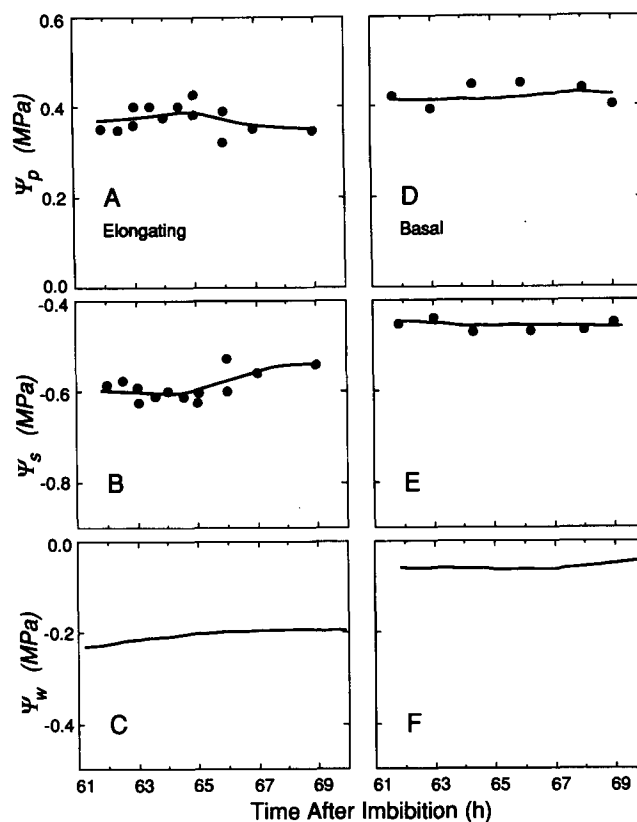 0.6
0.4
0.2
0.0
Ψp (MPa)
A
Elongating
D
Basal
-0.4
-0.6
-0.8
Ψs (MPa)
B
E
0.0
-0.2
-0.4
Ψw (MPa)
C
F
61 63 65 67 69
61 63 65 67 69
Time After Imbibition (h)